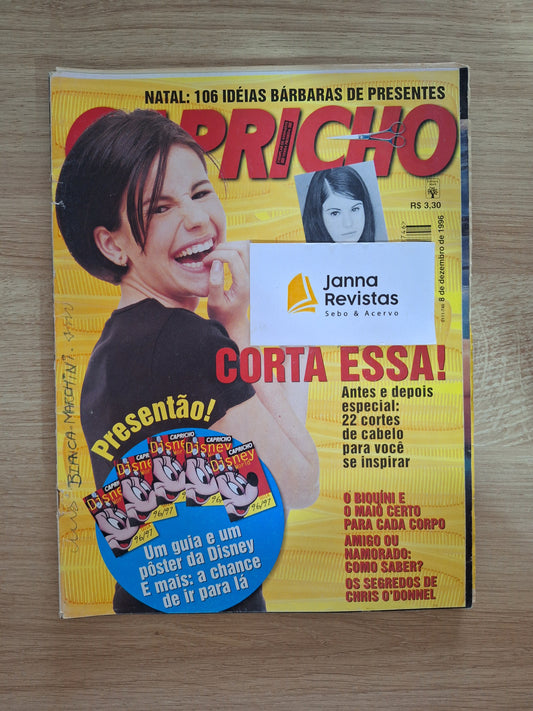 NATAL: 106 IDÉIAS BÁRBARAS DE PRESENTES
CAPRICHO
R$ 3,30
8 de dezembro de 1996
Janna
Revistas
Sebo & Acervo
CORTA ESSA!
Antes e depois
especial:
22 cortes
de cabelo
para você
se inspirar
Presentão!
CAPRICHO
Disney
World
96/97
Um guia e um
pôster da Disney
E mais: a chance
de ir para lá
O BIQUÍNI E
O MAIÔ CERTO
PARA CADA CORPO
AMIGO OU
NAMORADO:
COMO SABER?
OS SEGREDOS DE
CHRIS O'DONNEL